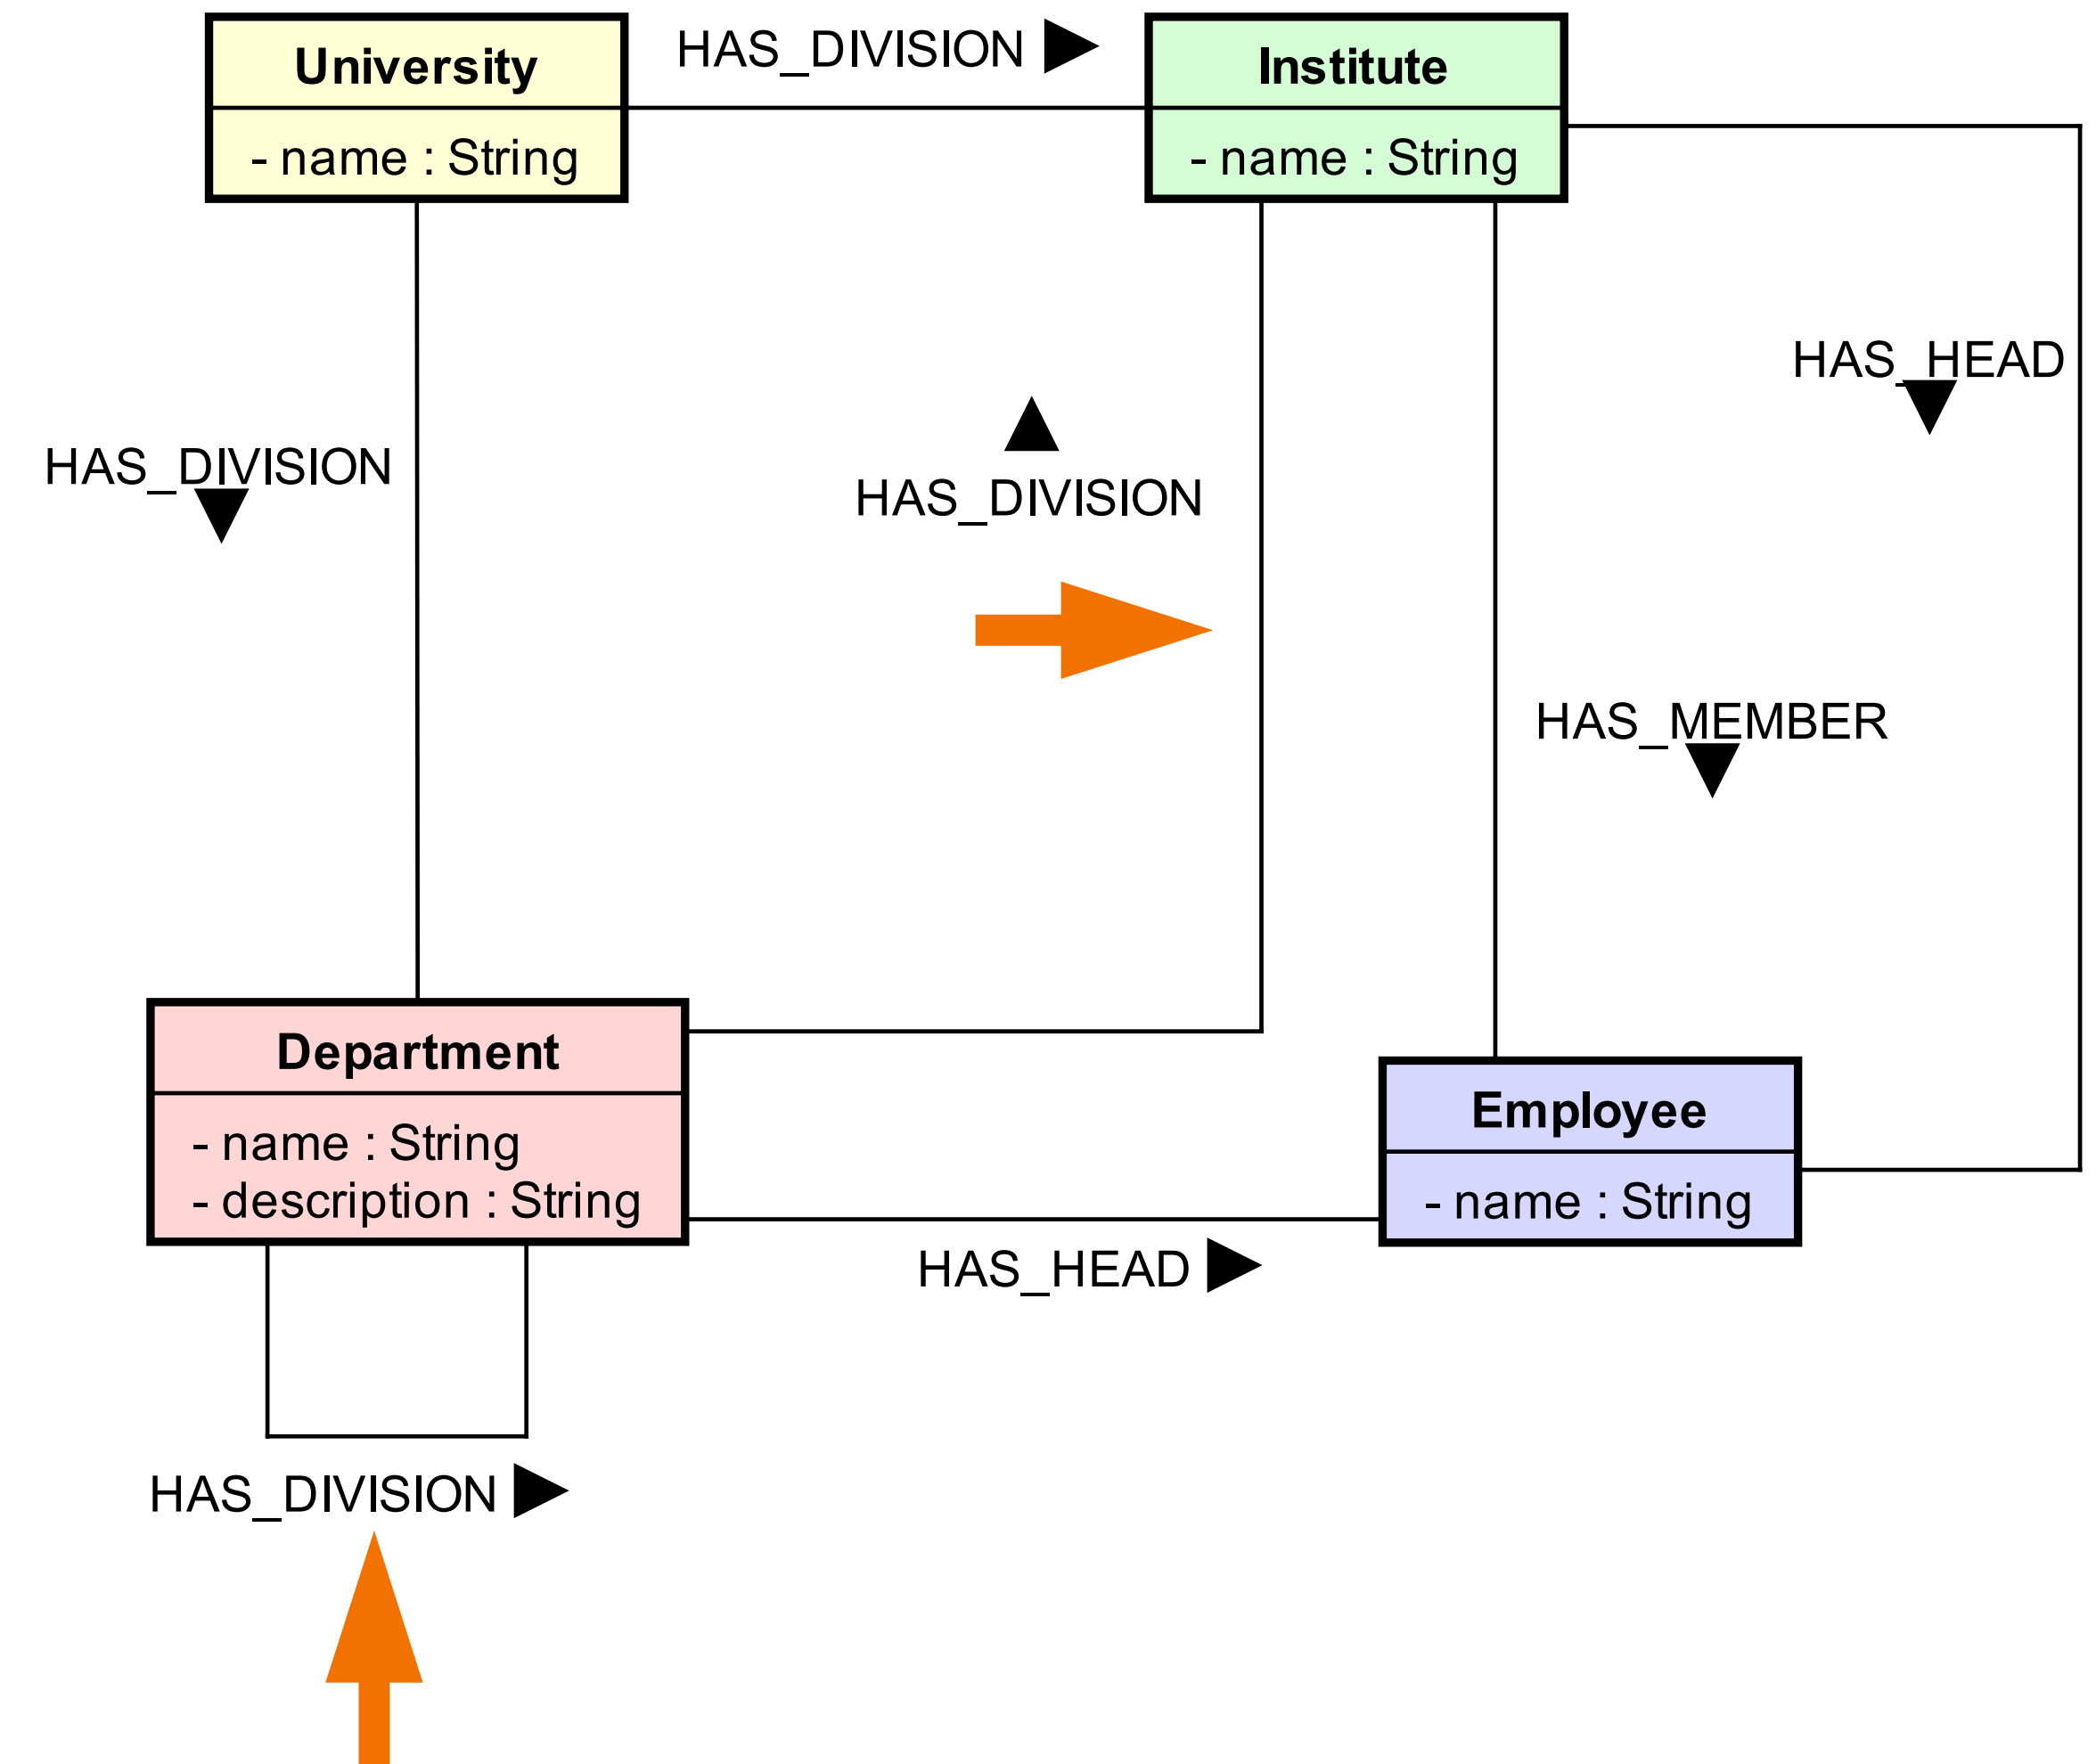 University
- name : String
HAS_DIVISION
Institute
- name : String
HAS_HEAD
HAS_DIVISION
HAS_DIVISION
HAS_MEMBER
Department
- name : String
- description : String
Employee
- name : String
HAS_HEAD
HAS_DIVISION